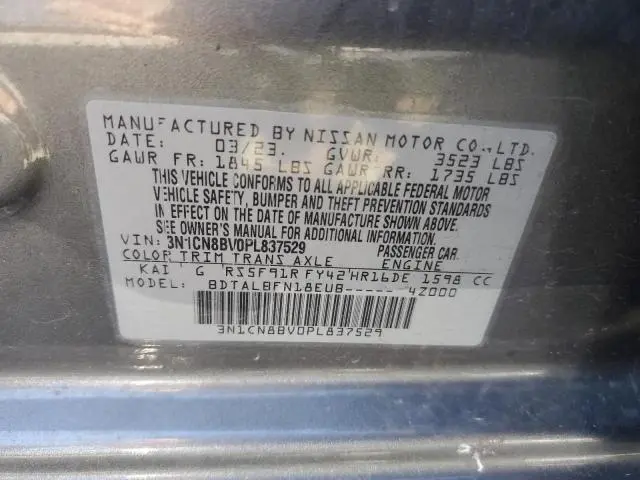 MANUFACTURED BY NISSAN MOTOR CO.,LTD.
DATE: 03/23. GVWR: 3523 LBS
GAWR FR: 1845 LBS GAWR RR: 1735 LBS
THIS VEHICLE CONFORMS TO ALL APPLICABLE FEDERAL MOTOR
VEHICLE SAFETY, BUMPER AND THEFT PREVENTION STANDARDS
IN EFFECT ON THE DATE OF MANUFACTURE SHOWN ABOVE.
SEE OWNER'S MANUAL FOR ADDITIONAL INFORMATION
VIN: 3N1CN8BV0PL837529 PASSENGER CAR
COLOR TRIM TRANS AXLE ENGINE
KAI G RS5F91R FY42 HR16DE 1598 CC
MODEL: BDTALBFN18EUB----- 4Z000
3N1CN8BV0PL837529